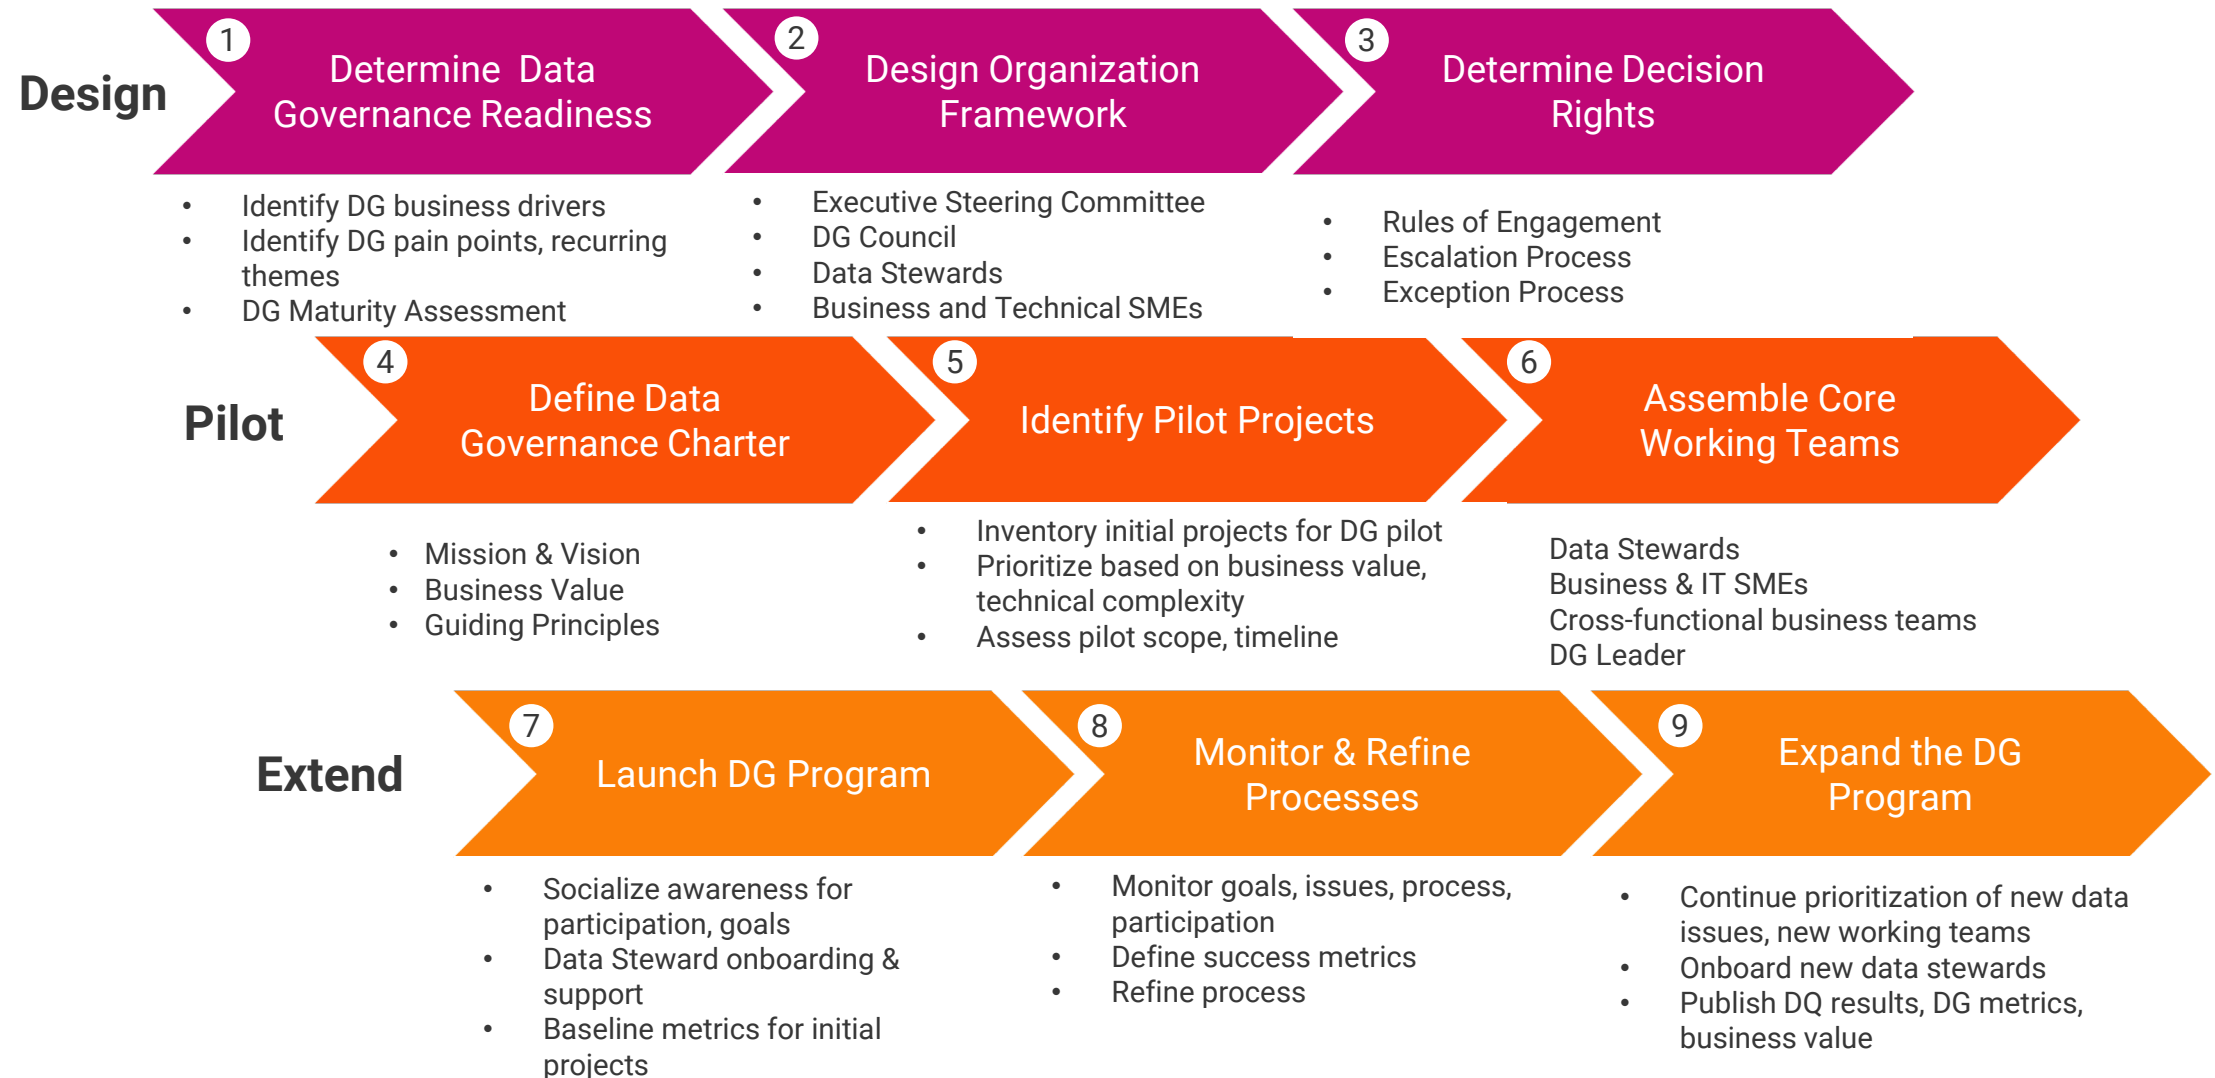 Design
1
Determine  Data
Governance Readiness
2
Design Organization
Framework
3
Determine Decision
Rights
• Identify DG business drivers
• Identify DG pain points, recurring
themes
• DG Maturity Assessment
• Executive Steering Committee
• DG Council
• Data Stewards
• Business and Technical SMEs
• Rules of Engagement
• Escalation Process
• Exception Process
Pilot
4
Define Data
Governance Charter
5
Identify Pilot Projects
6
Assemble Core
Working Teams
• Mission & Vision
• Business Value
• Guiding Principles
• Inventory initial projects for DG pilot
• Prioritize based on business value,
technical complexity
• Assess pilot scope, timeline
Data Stewards
Business & IT SMEs
Cross-functional business teams
DG Leader
Extend
7
Launch DG Program
8
Monitor & Refine
Processes
9
Expand the DG
Program
• Socialize awareness for
participation, goals
• Data Steward onboarding &
support
• Baseline metrics for initial
projects
• Monitor goals, issues, process,
participation
• Define success metrics
• Refine process
• Continue prioritization of new data
issues, new working teams
• Onboard new data stewards
• Publish DQ results, DG metrics,
business value